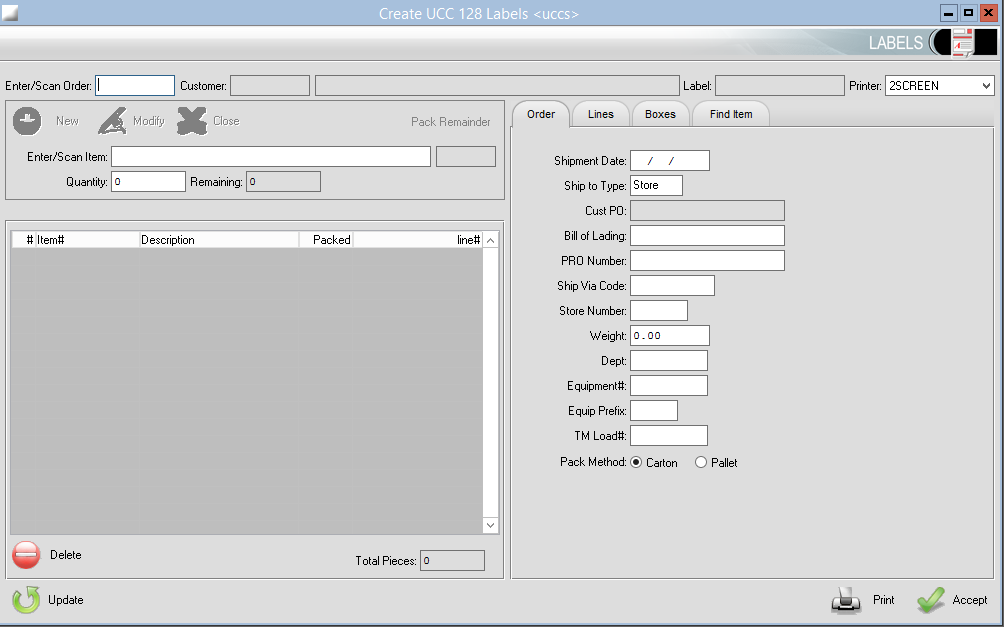 Create UCC 128 Labels <uccs>
LABELS
Enter/Scan Order: Customer: Label: Printer: 2SCREEN
New Modify Close Pack Remainder
Enter/Scan Item:
Quantity: 0 Remaining: 0
# Item# Description Packed line#
Delete
Total Pieces: 0
Update
Order Lines Boxes Find Item
Shipment Date: / /
Ship to Type: Store
Cust PO:
Bill of Lading:
PRO Number:
Ship Via Code:
Store Number:
Weight: 0.00
Dept:
Equipment#:
Equip Prefix:
TM Load#:
Pack Method: Carton Pallet
Print Accept